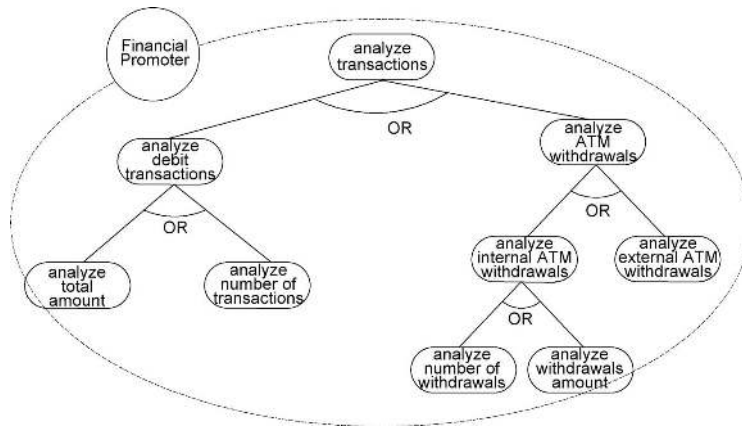 Financial
Promoter
analyze
transactions
OR
analyze
debit
transactions
analyze
ATM
withdrawals
OR
OR
analyze
total
amount
analyze
number of
transactions
analyze
internal ATM
withdrawals
analyze
external ATM
withdrawals
OR
analyze
number of
withdrawals
analyze
withdrawals
amount